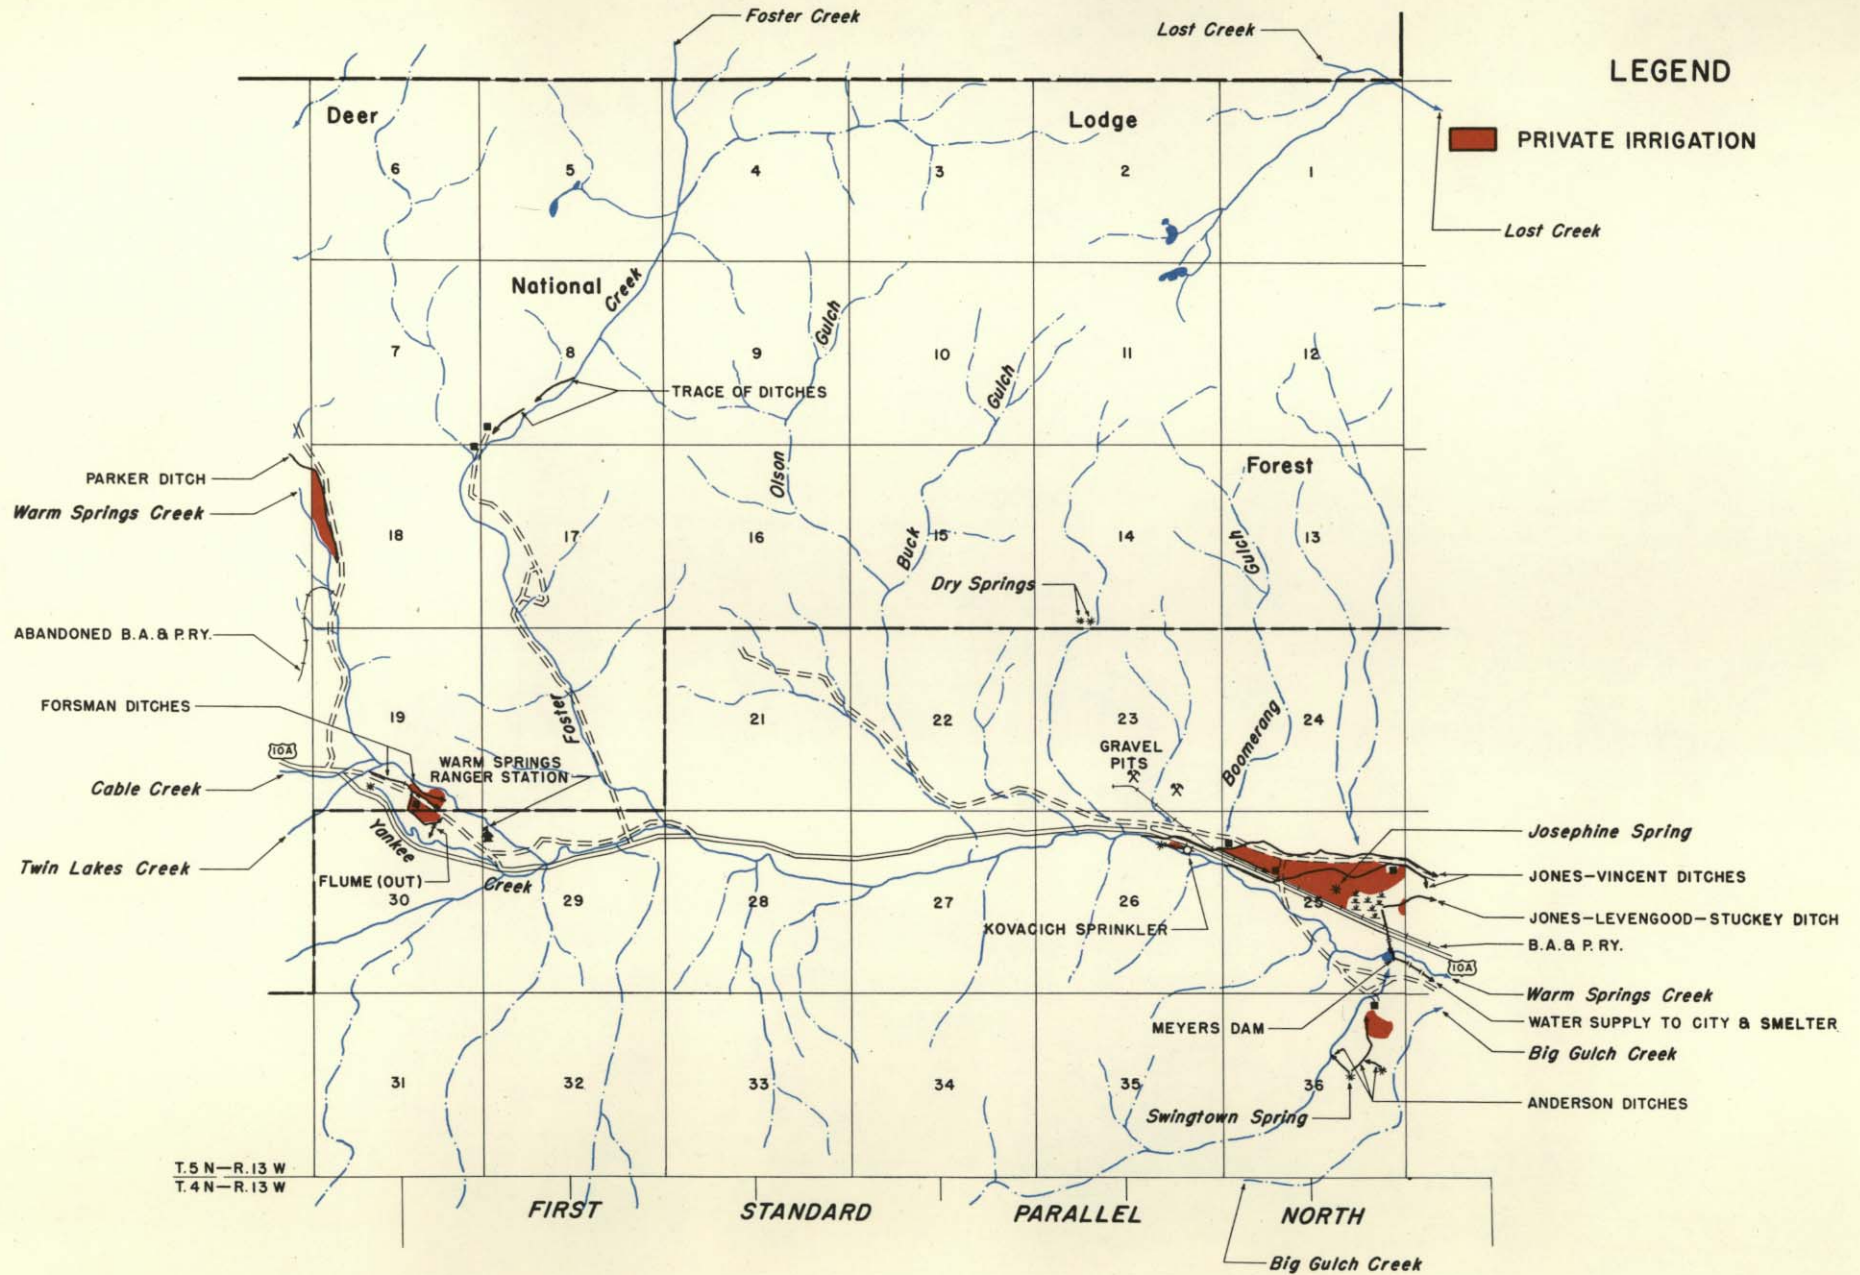 Foster Creek
Lost Creek
LEGEND
Deer
Lodge
PRIVATE IRRIGATION
6
5
4
3
2
1
Lost Creek
National
Creek
Gulch
7
8
9
10
11
12
TRACE OF DITCHES
Gulch
Forest
PARKER DITCH
Olson
Warm Springs Creek
18
17
16
Buck
15
14
Gulch
13
Dry Springs
ABANDONED B.A.& P.RY.
FORSMAN DITCHES
19
Foster
21
22
23
Boomerang
24
10A
WARM SPRINGS
RANGER STATION
GRAVEL
PITS
Cable Creek
Yankee
Josephine Spring
Twin Lakes Creek
FLUME (OUT)
Creek
JONES-VINCENT DITCHES
30
29
28
27
26
25
JONES-LEVENGOOD-STUCKEY DITCH
KOVACICH SPRINKLER
B.A.& P. RY.
10A
Warm Springs Creek
MEYERS DAM
WATER SUPPLY TO CITY & SMELTER
Big Gulch Creek
31
32
33
34
35
36
ANDERSON DITCHES
Swingtown Spring
T.5 N-R.13 W
T.4 N-R.13 W
FIRST STANDARD PARALLEL NORTH
Big Gulch Creek